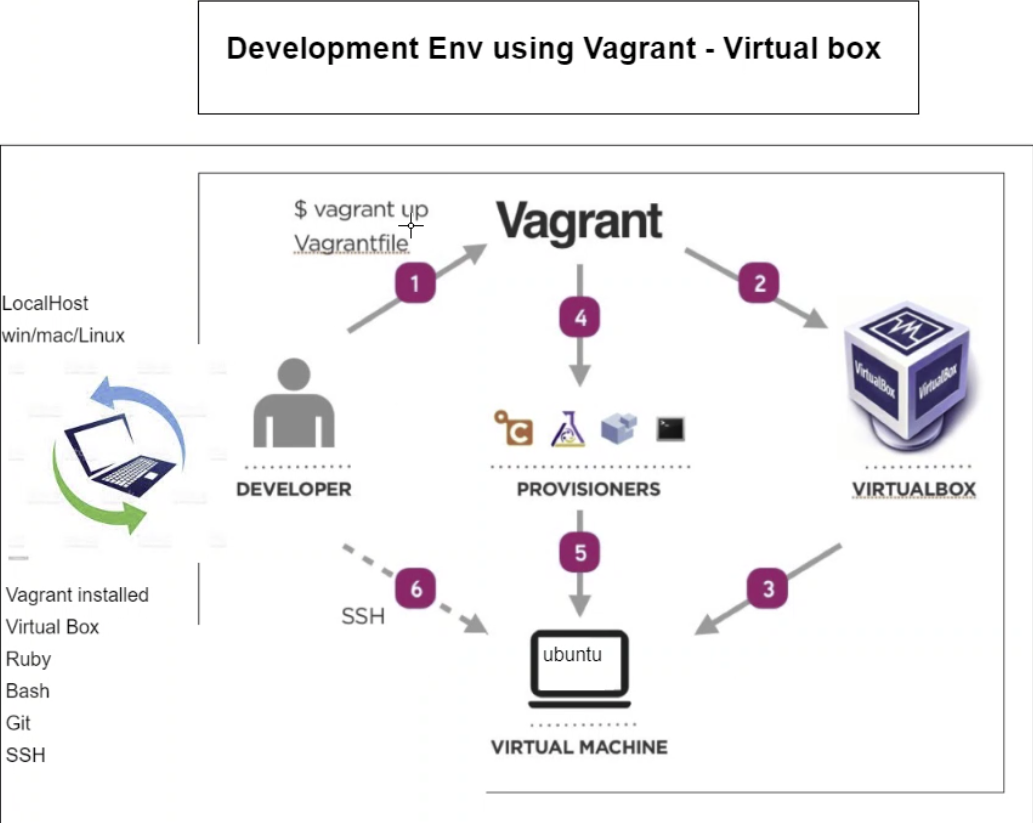 Development Env using Vagrant - Virtual box
$ vagrant up
Vagrantfile
Vagrant
1
2
4
LocalHost
win/mac/Linux
VirtualBox
VirtualBox
C
DEVELOPER
PROVISIONERS
VIRTUALBOX
5
6
3
SSH
ubuntu
VIRTUAL MACHINE
Vagrant installed
Virtual Box
Ruby
Bash
Git
SSH